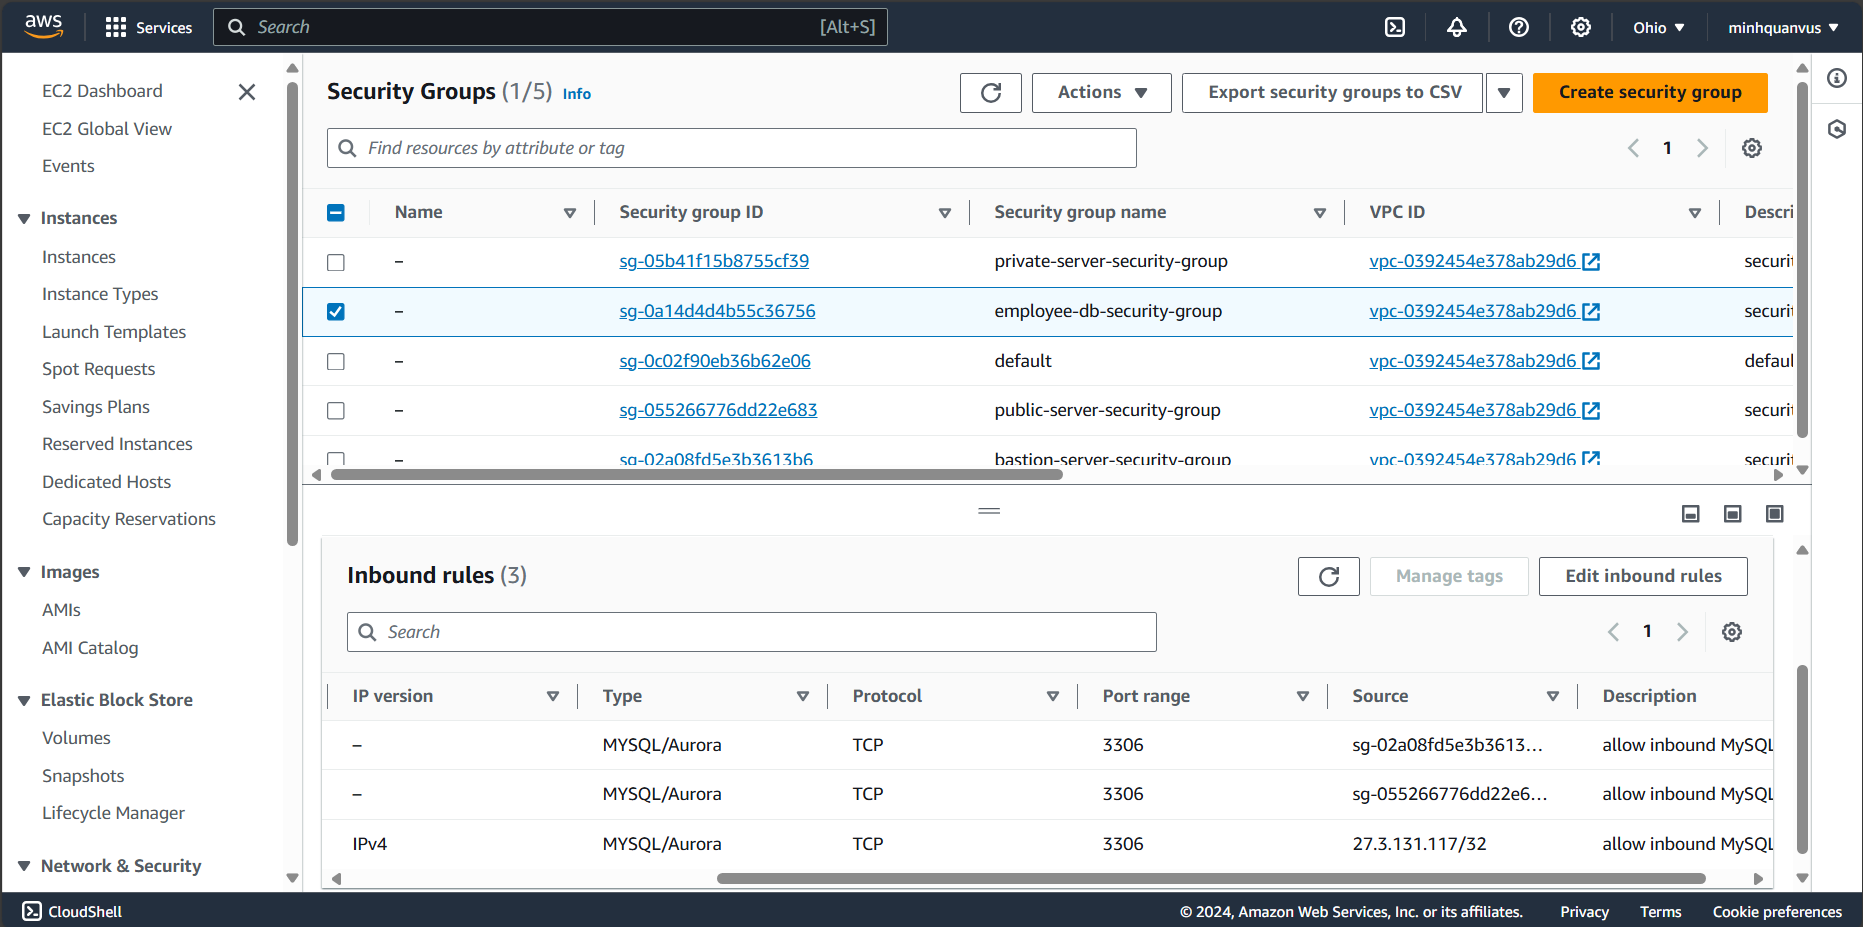 aws Services Search [Alt+S] Ohio minhquanvus
EC2 Dashboard
EC2 Global View
Events
Instances
Instances
Instance Types
Launch Templates
Spot Requests
Savings Plans
Reserved Instances
Dedicated Hosts
Capacity Reservations
Images
AMIs
AMI Catalog
Elastic Block Store
Volumes
Snapshots
Lifecycle Manager
Network & Security
Security Groups (1/5) Info Actions Export security groups to CSV Create security group
Find resources by attribute or tag 1
Name Security group ID Security group name VPC ID Descri
– sg-05b41f15b8755cf39 private-server-security-group vpc-0392454e378ab29d6 securit
– sg-0a14d4d4b55c36756 employee-db-security-group vpc-0392454e378ab29d6 securit
– sg-0c02f90eb36b62e06 default vpc-0392454e378ab29d6 defaul
– sg-055266776dd22e683 public-server-security-group vpc-0392454e378ab29d6 securit
– sg-02a08fd5e3b3613b6 bastion-server-security-group vpc-0392454e378ab29d6 securit
Inbound rules (3) Manage tags Edit inbound rules
Search 1
IP version Type Protocol Port range Source Description
– MYSQL/Aurora TCP 3306 sg-02a08fd5e3b3613... allow inbound MySQL
– MYSQL/Aurora TCP 3306 sg-055266776dd22e6... allow inbound MySQL
IPv4 MYSQL/Aurora TCP 3306 27.3.131.117/32 allow inbound MySQL
CloudShell © 2024, Amazon Web Services, Inc. or its affiliates. Privacy Terms Cookie preferences